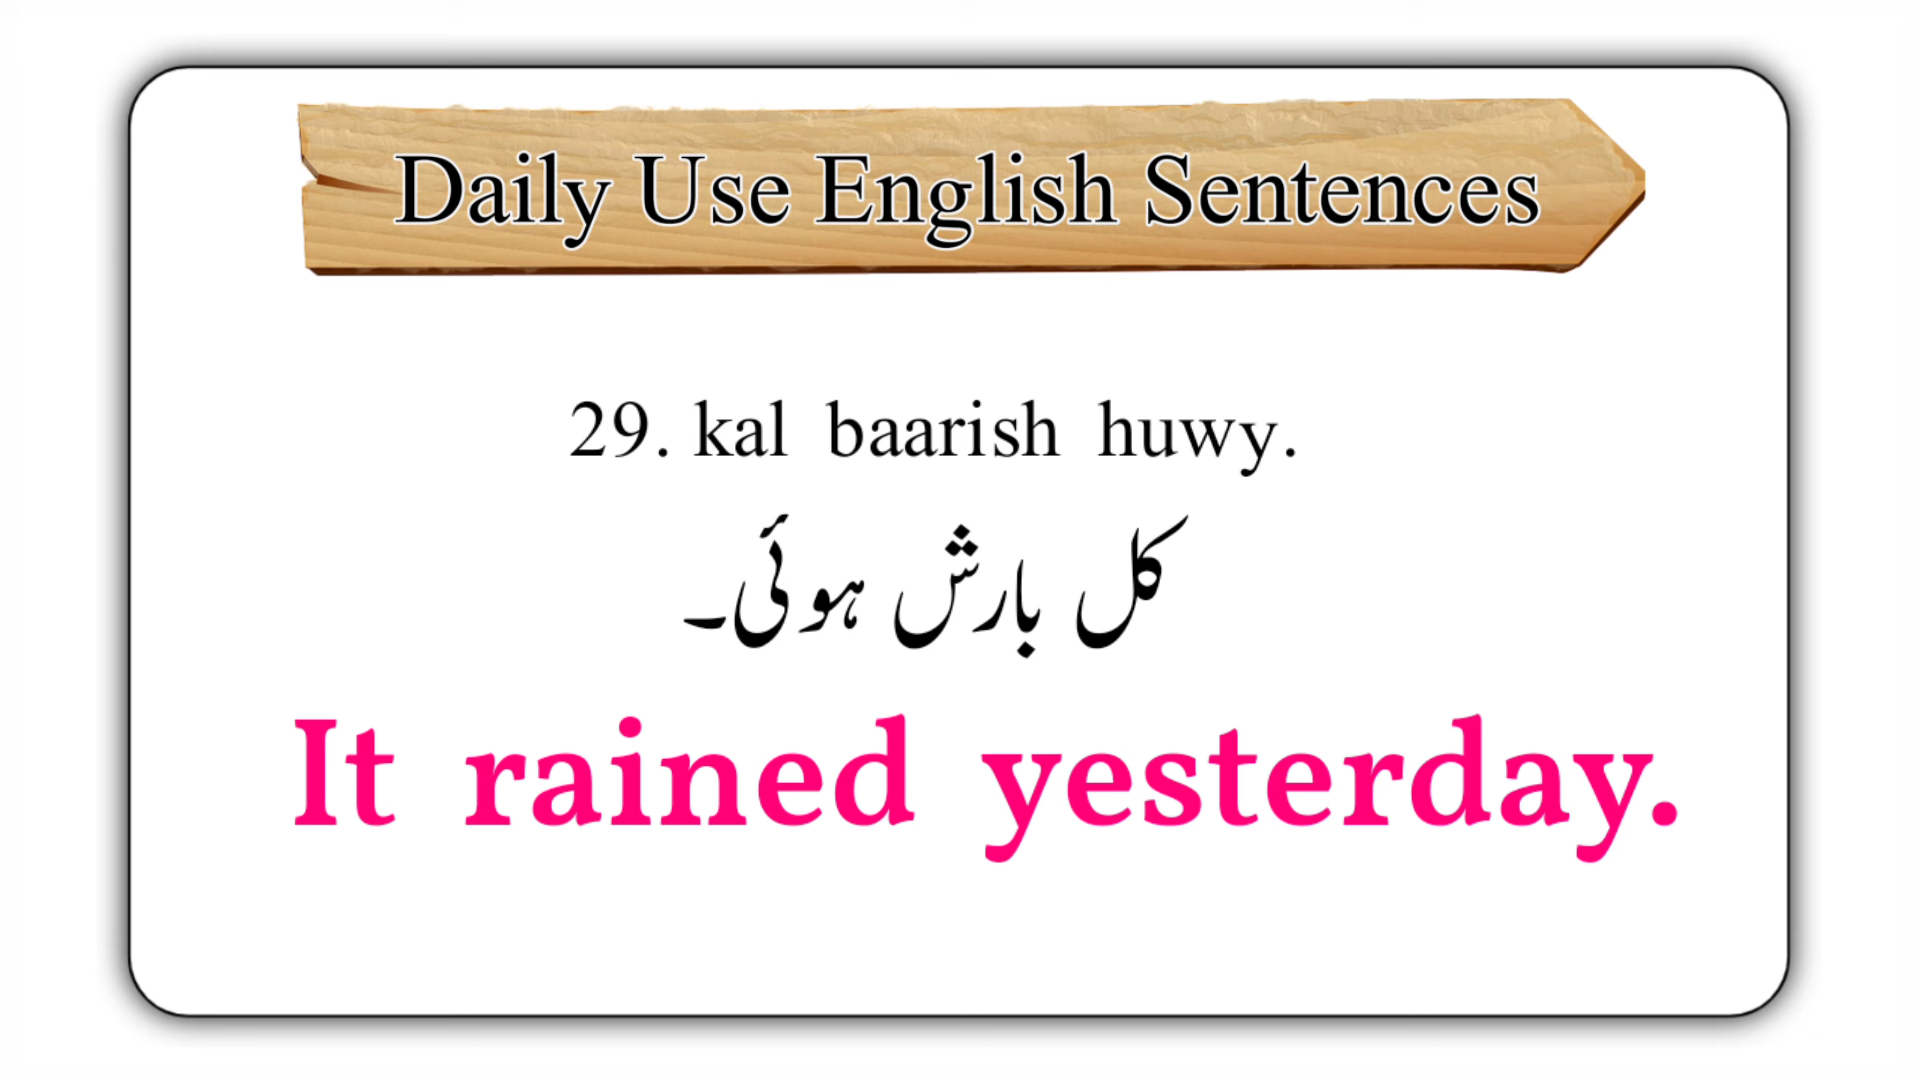 Daily Use English Sentences
29. kal baarish huwy.
کل بارش ہوئی۔
It rained yesterday.